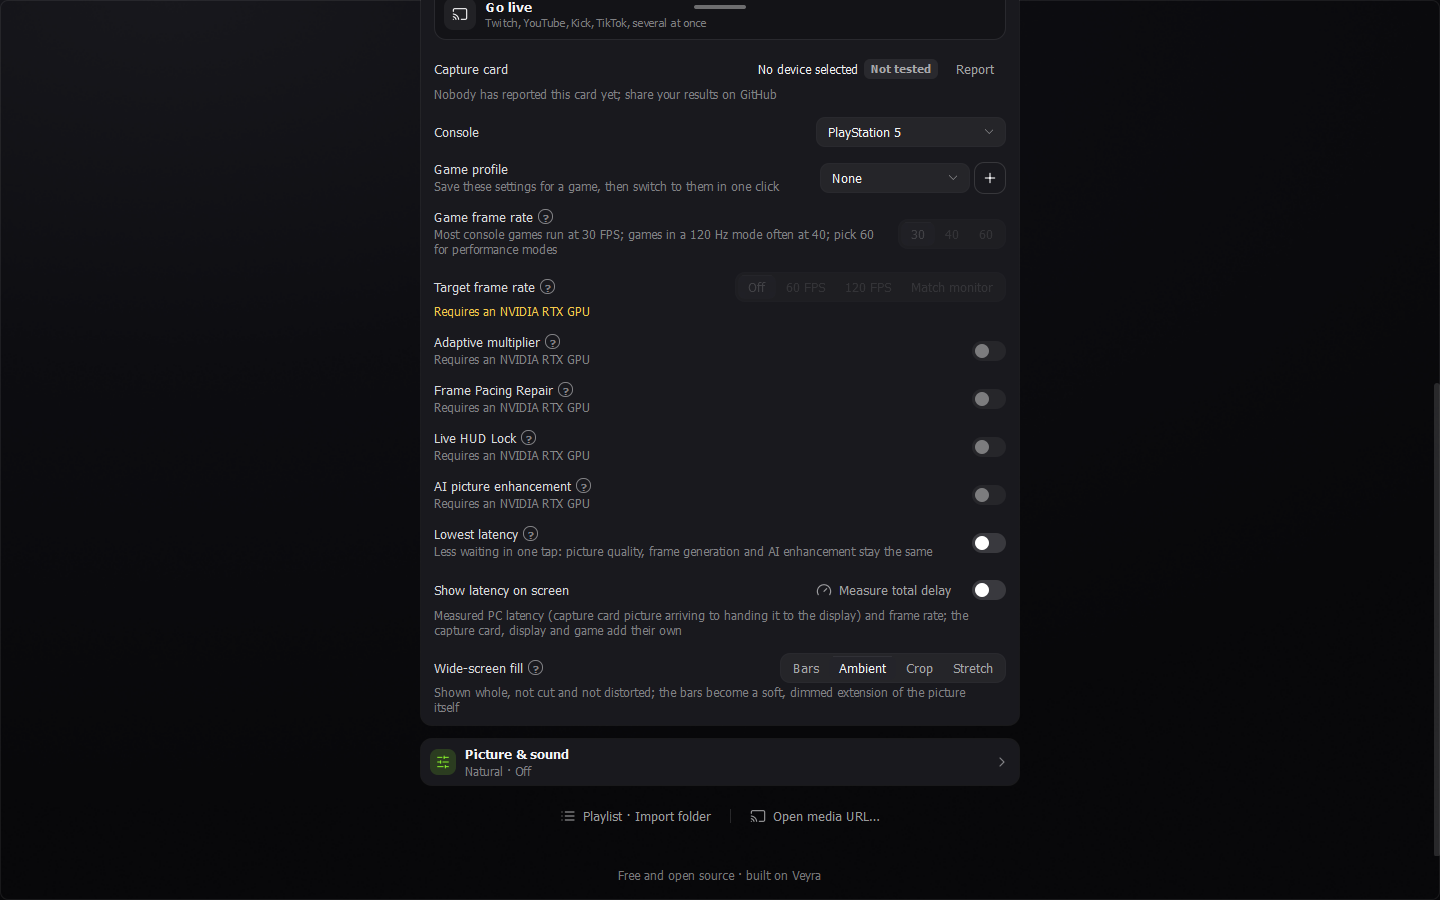 Go live
Twitch, YouTube, Kick, TikTok, several at once
Capture card
No device selected
Not tested
Report
Nobody has reported this card yet; share your results on GitHub
Console
PlayStation 5
Game profile
Save these settings for a game, then switch to them in one click
None
Game frame rate ?
Most console games run at 30 FPS; games in a 120 Hz mode often at 40; pick 60
for performance modes
30 40 60
Target frame rate ?
Off 60 FPS 120 FPS Match monitor
Requires an NVIDIA RTX GPU
Adaptive multiplier ?
Requires an NVIDIA RTX GPU
Frame Pacing Repair ?
Requires an NVIDIA RTX GPU
Live HUD Lock ?
Requires an NVIDIA RTX GPU
AI picture enhancement ?
Requires an NVIDIA RTX GPU
Lowest latency ?
Less waiting in one tap: picture quality, frame generation and AI enhancement stay the same
Show latency on screen
Measure total delay
Measured PC latency (capture card picture arriving to handing it to the display) and frame rate; the
capture card, display and game add their own
Wide-screen fill ?
Bars Ambient Crop Stretch
Shown whole, not cut and not distorted; the bars become a soft, dimmed extension of the picture
itself
Picture & sound
Natural · Off
Playlist · Import folder
Open media URL...
Free and open source · built on Veyra